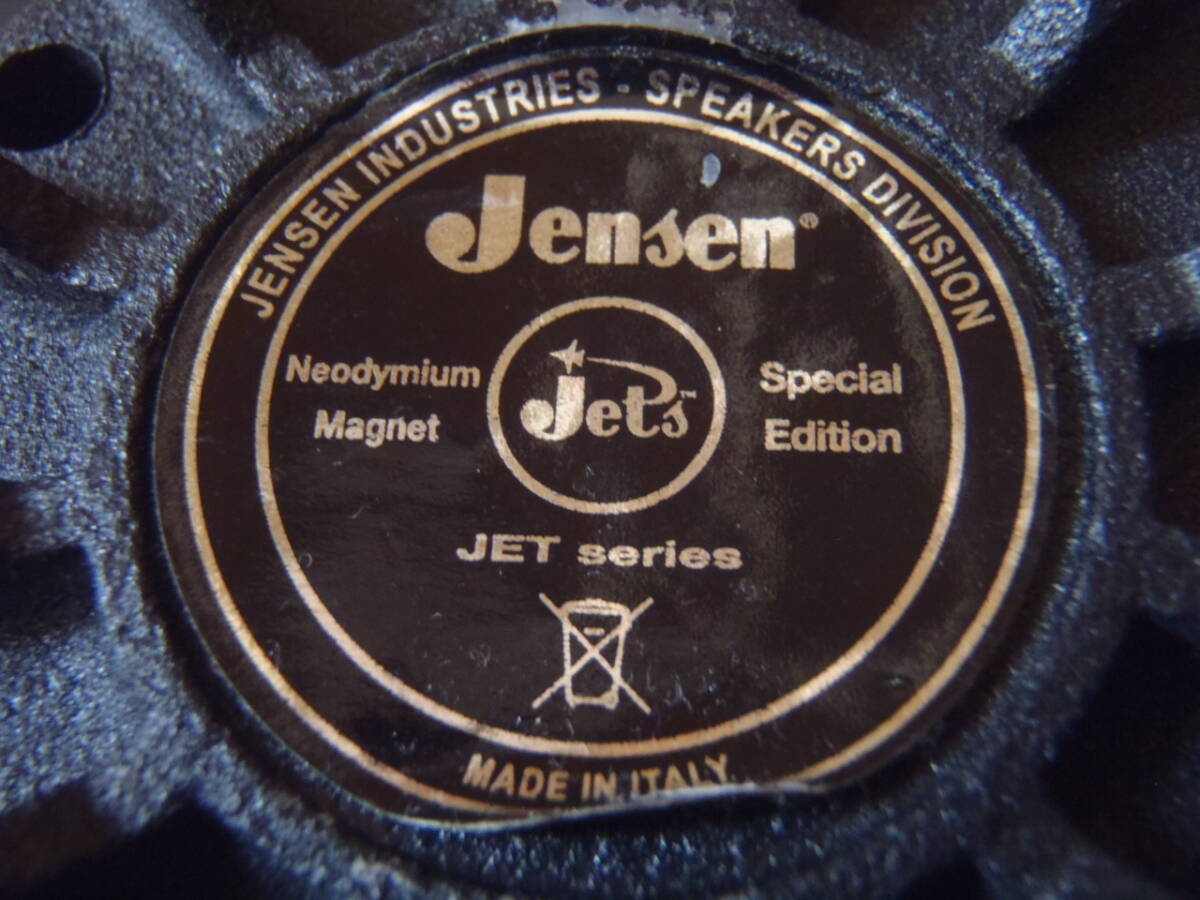 JENSEN INDUSTRIES - SPEAKERS DIVISION
Jensen®
Neodymium
Magnet
Jets™
Special
Edition
JET series
MADE IN ITALY